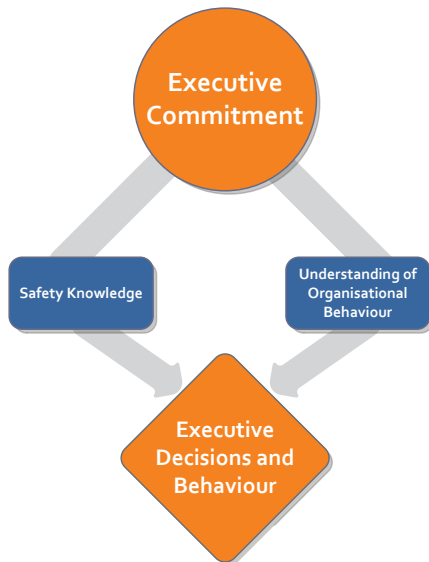 Executive
Commitment
Safety Knowledge
Understanding of
Organisational
Behaviour
Executive
Decisions and
Behaviour